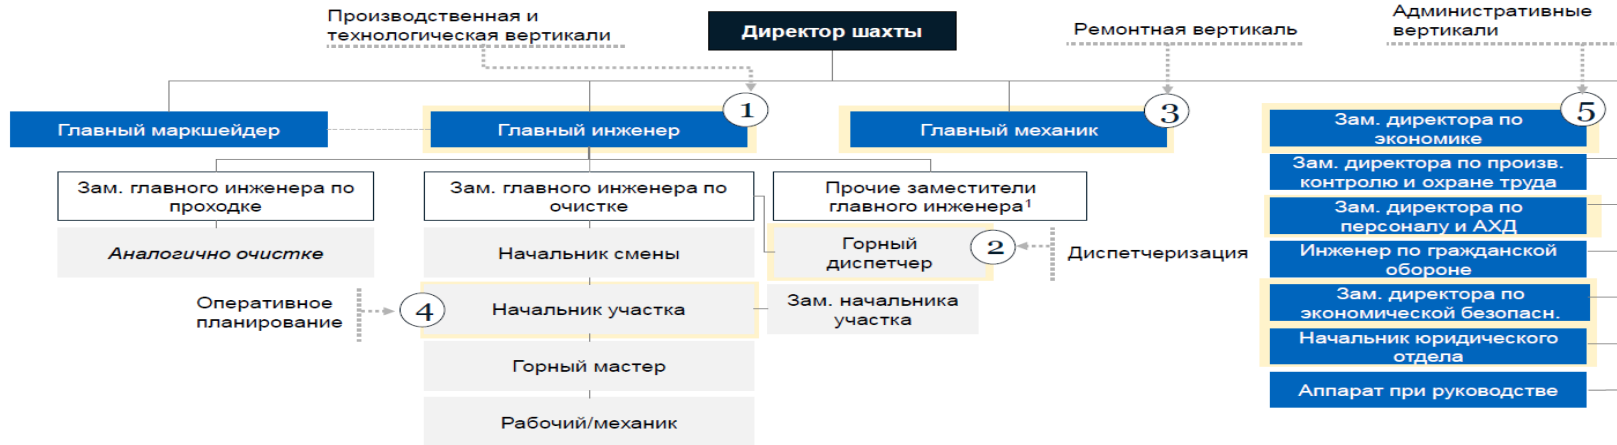 Производственная и
технологическая вертикали
Директор шахты
Ремонтная вертикаль
Административные
вертикали
1
3
5
Главный маркшейдер
Главный инженер
Главный механик
Зам. директора по
экономике
Зам. директора по произв.
контролю и охране труда
Зам. директора по
персоналу и АХД
Инженер по гражданской
обороне
Зам. директора по
экономической безопасн.
Начальник юридического
отдела
Аппарат при руководстве
Зам. главного инженера по
проходке
Зам. главного инженера по
очистке
Прочие заместители
главного инженера¹
Аналогично очистке
Начальник смены
Горный
диспетчер
2
Диспетчеризация
Оперативное
планирование
4
Начальник участка
Зам. начальника
участка
Горный мастер
Рабочий/механик